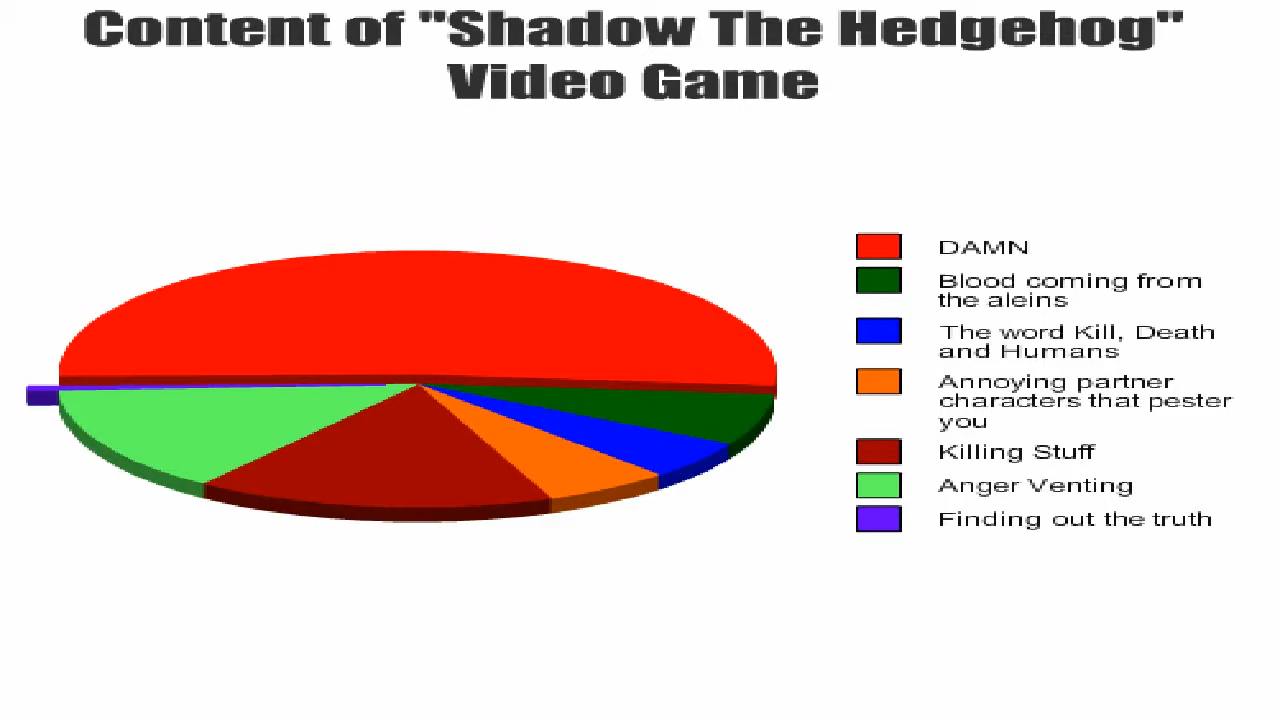 Content of "Shadow The Hedgehog"
Video Game
DAMN
Blood coming from
the aleins
The word Kill, Death
and Humans
Annoying partner
characters that pester
you
Killing Stuff
Anger Venting
Finding out the truth